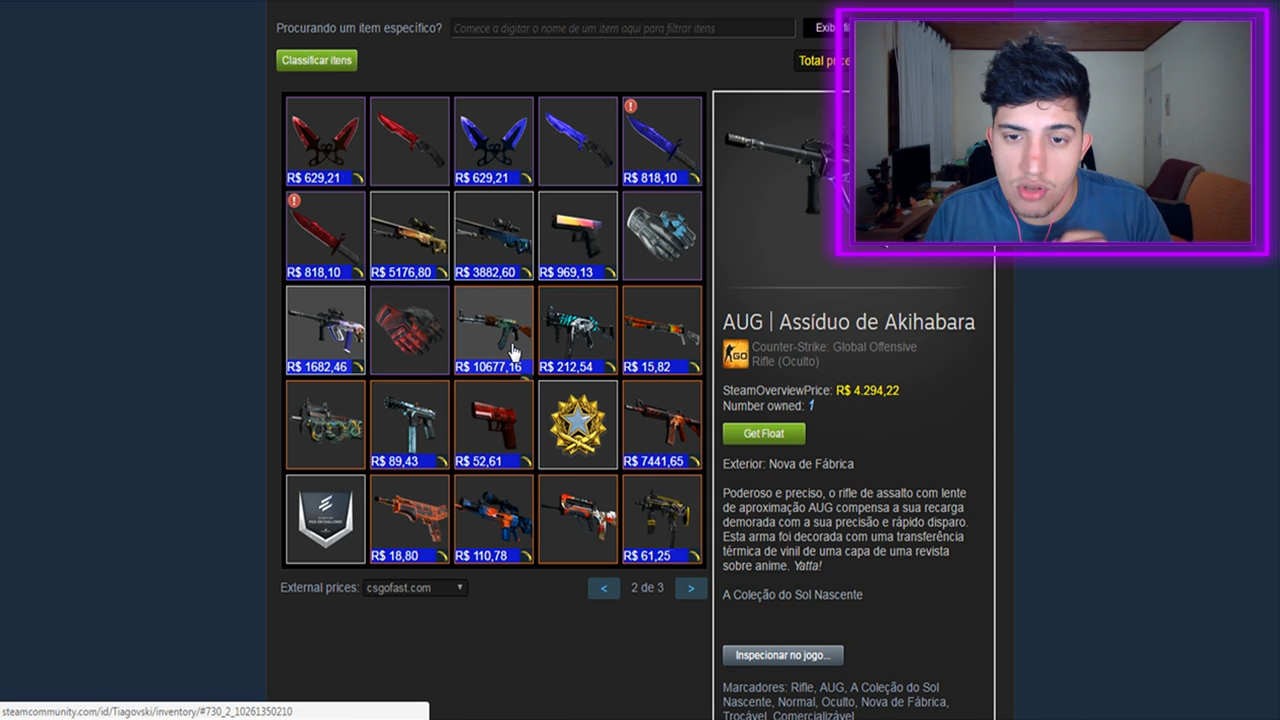 Procurando um item específico?
Comece a digitar o nome de um item aqui para filtrar itens
Classificar itens
R$ 629,21
R$ 629,21
R$ 818,10
R$ 818,10
R$ 5176,80
R$ 3882,60
R$ 969,13
R$ 1682,46
R$ 10677,16
R$ 212,54
R$ 15,82
R$ 89,43
R$ 52,61
R$ 7441,65
R$ 18,80
R$ 110,78
R$ 61,25
External prices: csgofast.com
< 2 de 3 >
AUG | Assíduo de Akihabara
GO
Counter-Strike: Global Offensive
Rifle (Oculto)
SteamOverviewPrice: R$ 4.294,22
Number owned: 1
Get Float
Exterior: Nova de Fábrica
Poderoso e preciso, o rifle de assalto com lente
de aproximação AUG compensa a sua recarga
demorada com a sua precisão e rápido disparo.
Esta arma foi decorada com uma transferência
térmica de vinil de uma capa de uma revista
sobre anime. Yatta!
A Coleção do Sol Nascente
Inspecionar no jogo...
Marcadores: Rifle, AUG, A Coleção do Sol
Nascente, Normal, Oculto, Nova de Fábrica,
Trocável, Comercializável
steamcommunity.com/id/Tiagovski/inventory/#730_2_10261350210